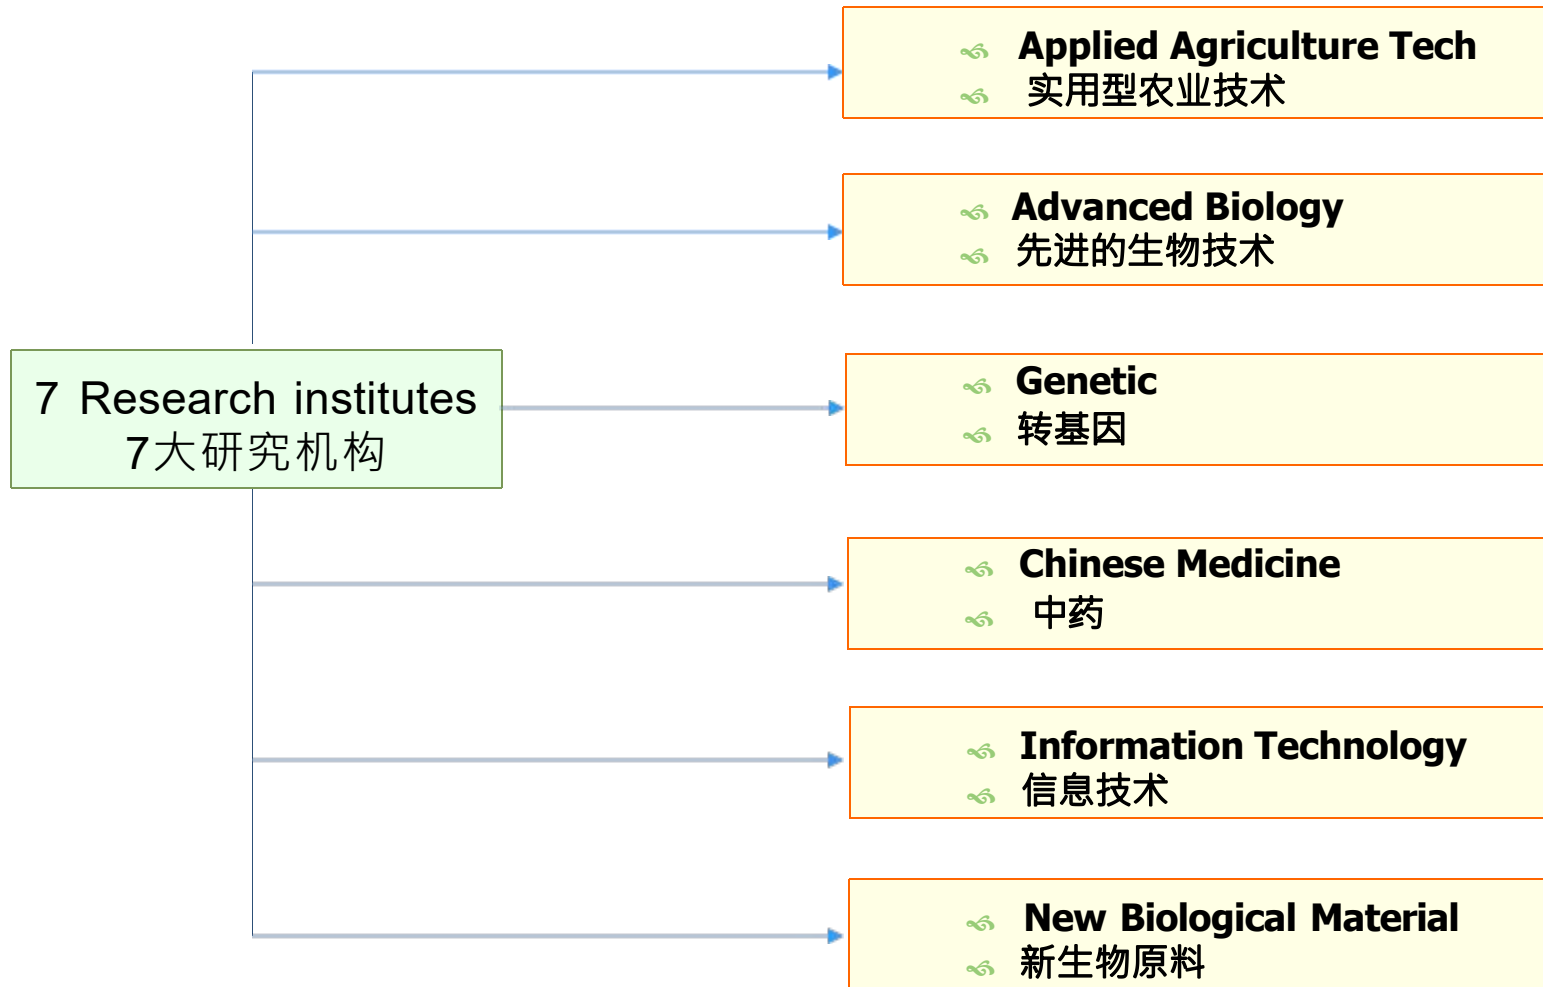 Applied Agriculture Tech
实用型农业技术
Advanced Biology
先进的生物技术
7 Research institutes
7大研究机构
Genetic
转基因
Chinese Medicine
中药
Information Technology
信息技术
New Biological Material
新生物原料